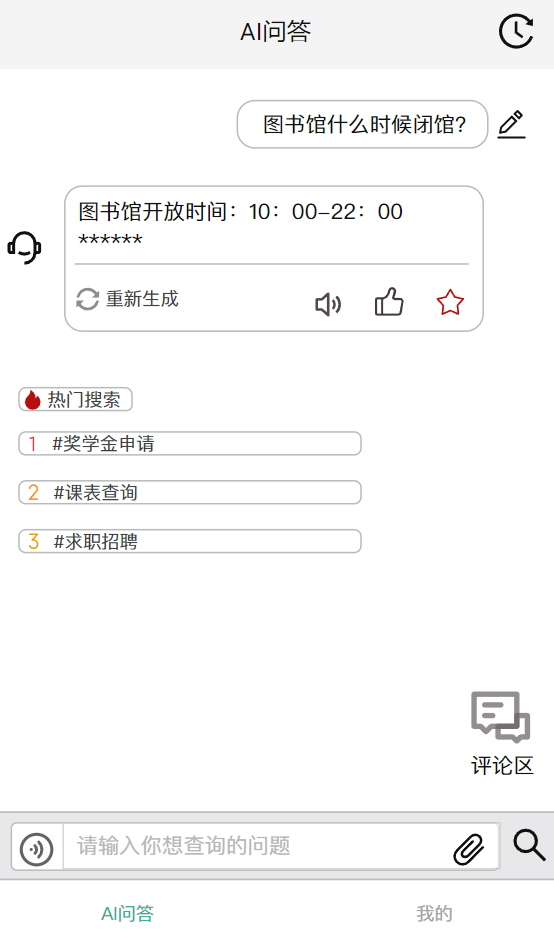 AI问答
图书馆什么时候闭馆？
图书馆开放时间：10：00-22：00
******
重新生成
热门搜索
1 #奖学金申请
2 #课表查询
3 #求职招聘
评论区
请输入你想查询的问题
AI问答 我的